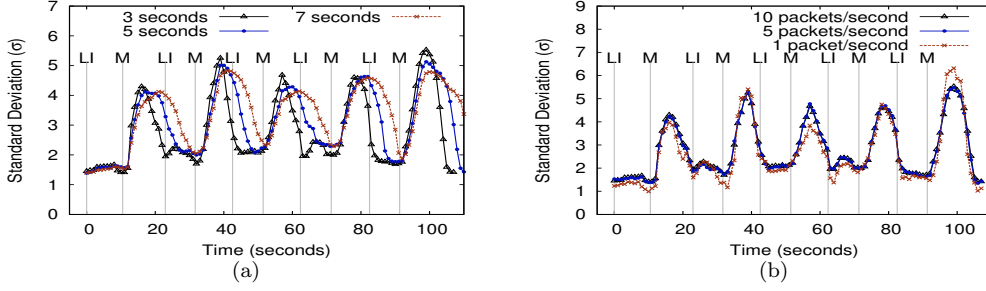 3 seconds
5 seconds
7 seconds
LI M LI M LI M LI M LI M
Standard Deviation (σ)
7
6
5
4
3
2
1
0
0 20 40 60 80 100
Time (seconds)
(a)
10 packets/second
5 packets/second
1 packet/second
LI M LI M LI M LI M LI M
Standard Deviation (σ)
9
8
7
6
5
4
3
2
1
0
0 20 40 60 80 100
Time (seconds)
(b)